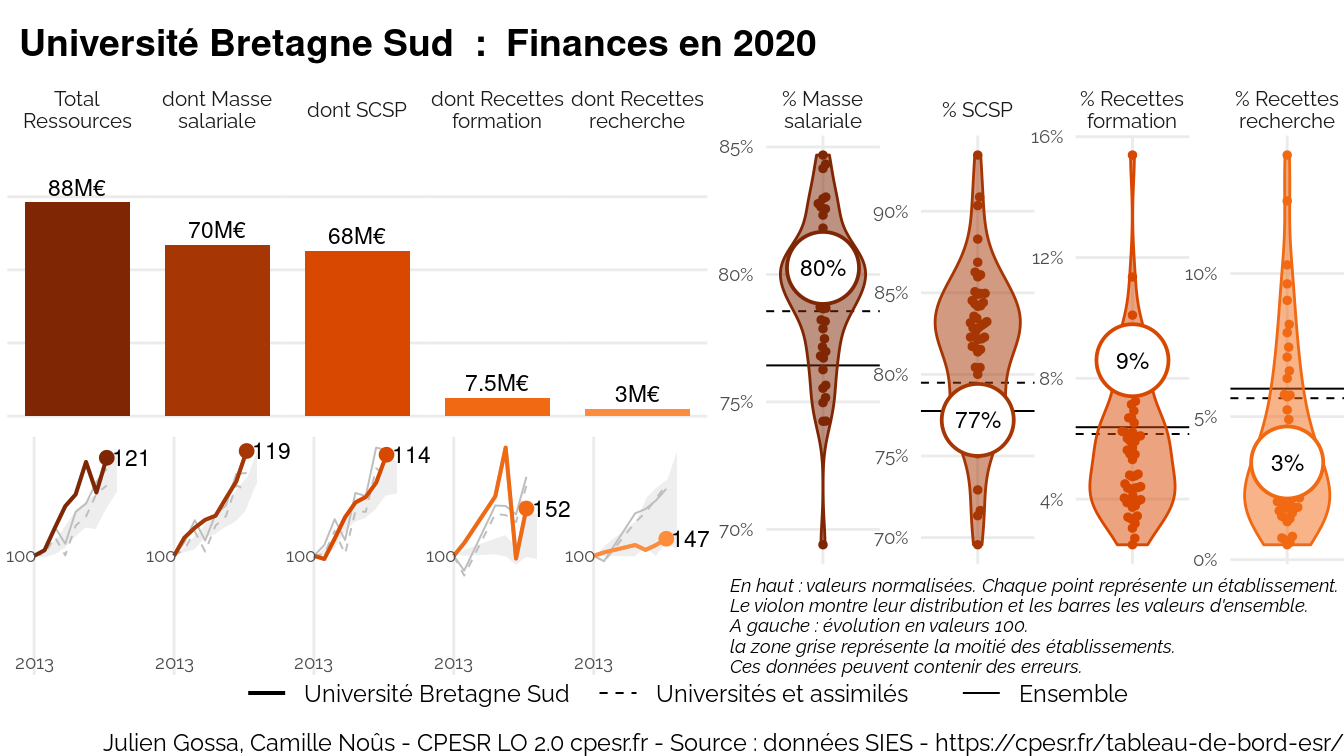 Université Bretagne Sud : Finances en 2020
Total
Ressources
dont Masse
salariale
dont SCSP
dont Recettes
formation
dont Recettes
recherche
% Masse
salariale
% SCSP
% Recettes
formation
% Recettes
recherche
88M€
70M€
68M€
7.5M€
3M€
85%
80%
75%
70%
80%
90%
85%
80%
75%
70%
77%
16%
12%
8%
4%
9%
10%
5%
0%
3%
100
121
2013
100
119
2013
100
114
2013
100
152
2013
100
147
2013
En haut : valeurs normalisées. Chaque point représente un établissement.
Le violon montre leur distribution et les barres les valeurs d'ensemble.
A gauche : évolution en valeurs 100.
la zone grise représente la moitié des établissements.
Ces données peuvent contenir des erreurs.
Université Bretagne Sud
Universités et assimilés
Ensemble
Julien Gossa, Camille Noûs - CPESR LO 2.0 cpesr.fr - Source : données SIES - https://cpesr.fr/tableau-de-bord-esr/